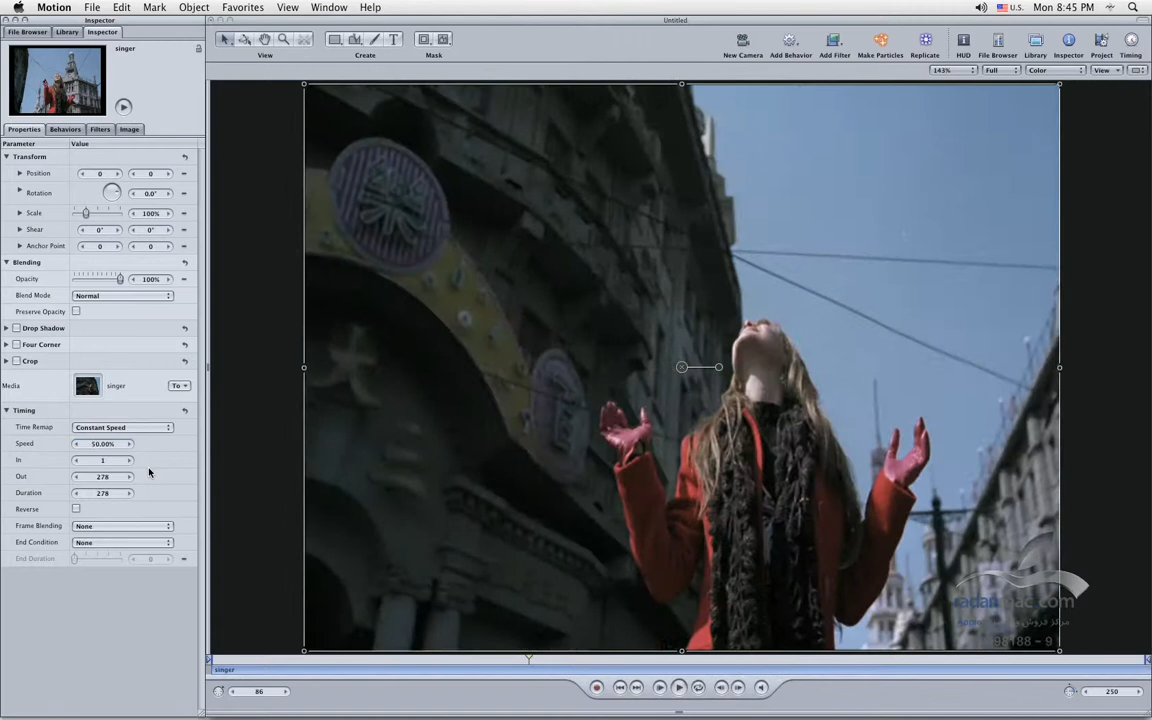 Motion File Edit Mark Object Favorites View Window Help U.S. Mon 8:45 PM
Inspector
Untitled
File Browser Library Inspector
singer
View Create Mask
New Camera Add Behavior Add Filter Make Particles Replicate HUD File Browser Library Inspector Project Timing
143% Full Color View
Properties Behaviors Filters Image
Parameter Value
Transform
Position 0 0
Rotation 0.0°
Scale 100%
Shear 0° 0°
Anchor Point 0 0
Blending
Opacity 100%
Blend Mode Normal
Preserve Opacity
Drop Shadow
Four Corner
Crop
Media singer To
Timing
Time Remap Constant Speed
Speed 50.00%
In 1
Out 278
Duration 278
Reverse
Frame Blending None
End Condition None
End Duration 0
radanmac.com
98188 - 9
singer
86
250